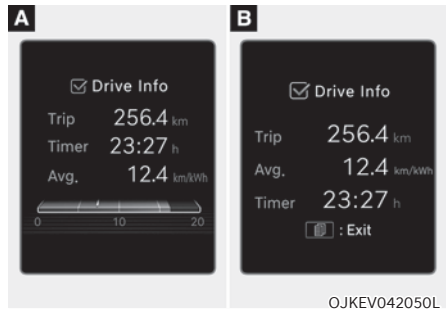 A
Drive Info
Trip 256.4 km
Timer 23:27 h
Avg. 12.4 km/kWh
0 10 20
B
Drive Info
Trip 256.4 km
Avg. 12.4 km/kWh
Timer 23:27 h
: Exit
OJKEV042050L